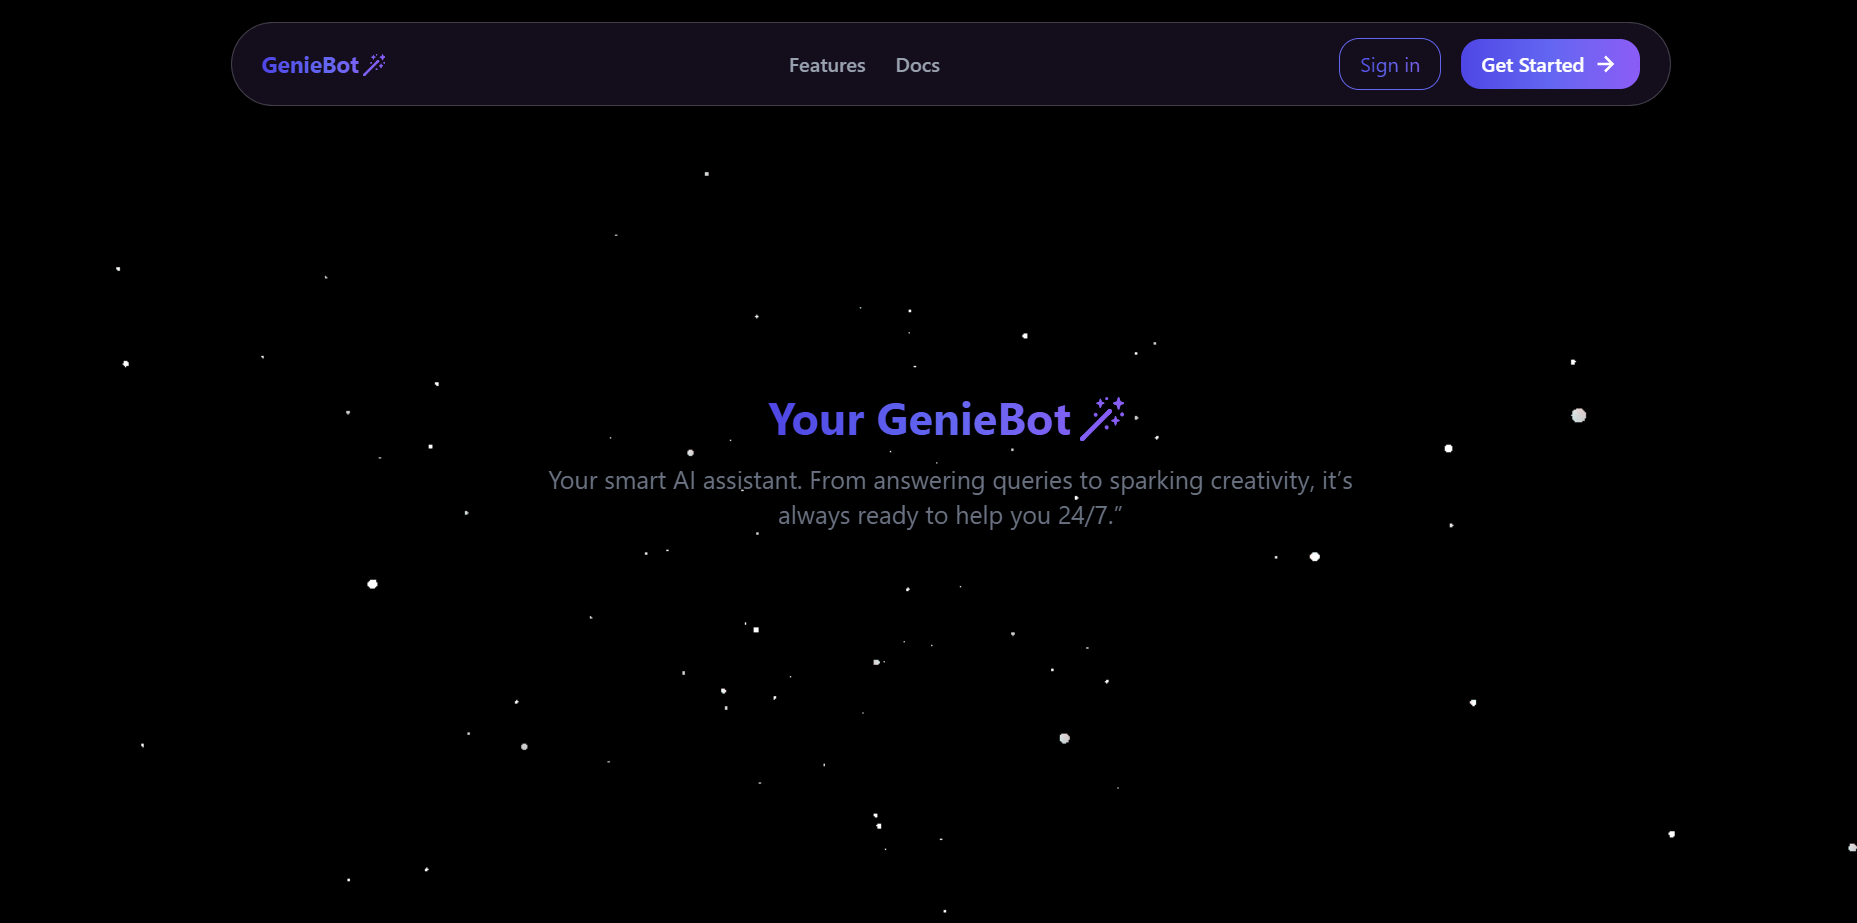 GenieBot
Features
Docs
Sign in
Get Started
Your GenieBot
Your smart AI assistant. From answering queries to sparking creativity, it’s
always ready to help you 24/7.”